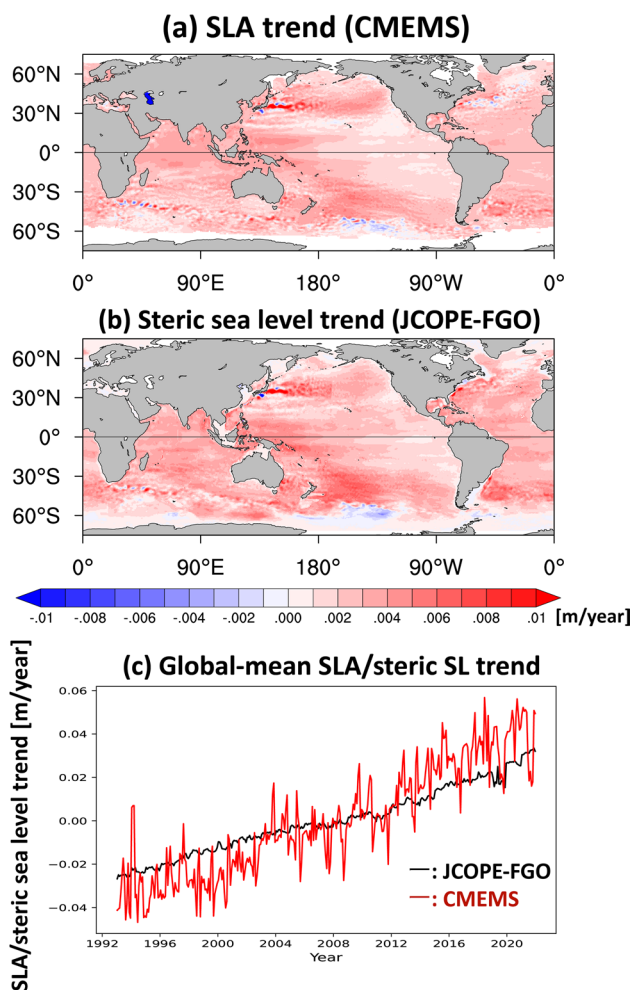 (a) SLA trend (CMEMS)
60°N
30°N
0°
30°S
60°S
0° 90°E 180° 90°W 0°
(b) Steric sea level trend (JCOPE-FGO)
60°N
30°N
0°
30°S
60°S
0° 90°E 180° 90°W 0°
-.01 -.008 -.006 -.004 -.002 .000 .002 .004 .006 .008 .01 [m/year]
(c) Global-mean SLA/steric SL trend
SLA/steric sea level trend [m/year]
0.06
0.04
0.02
0.00
−0.02
−0.04
: JCOPE-FGO
: CMEMS
1992 1996 2000 2004 2008 2012 2016 2020
Year